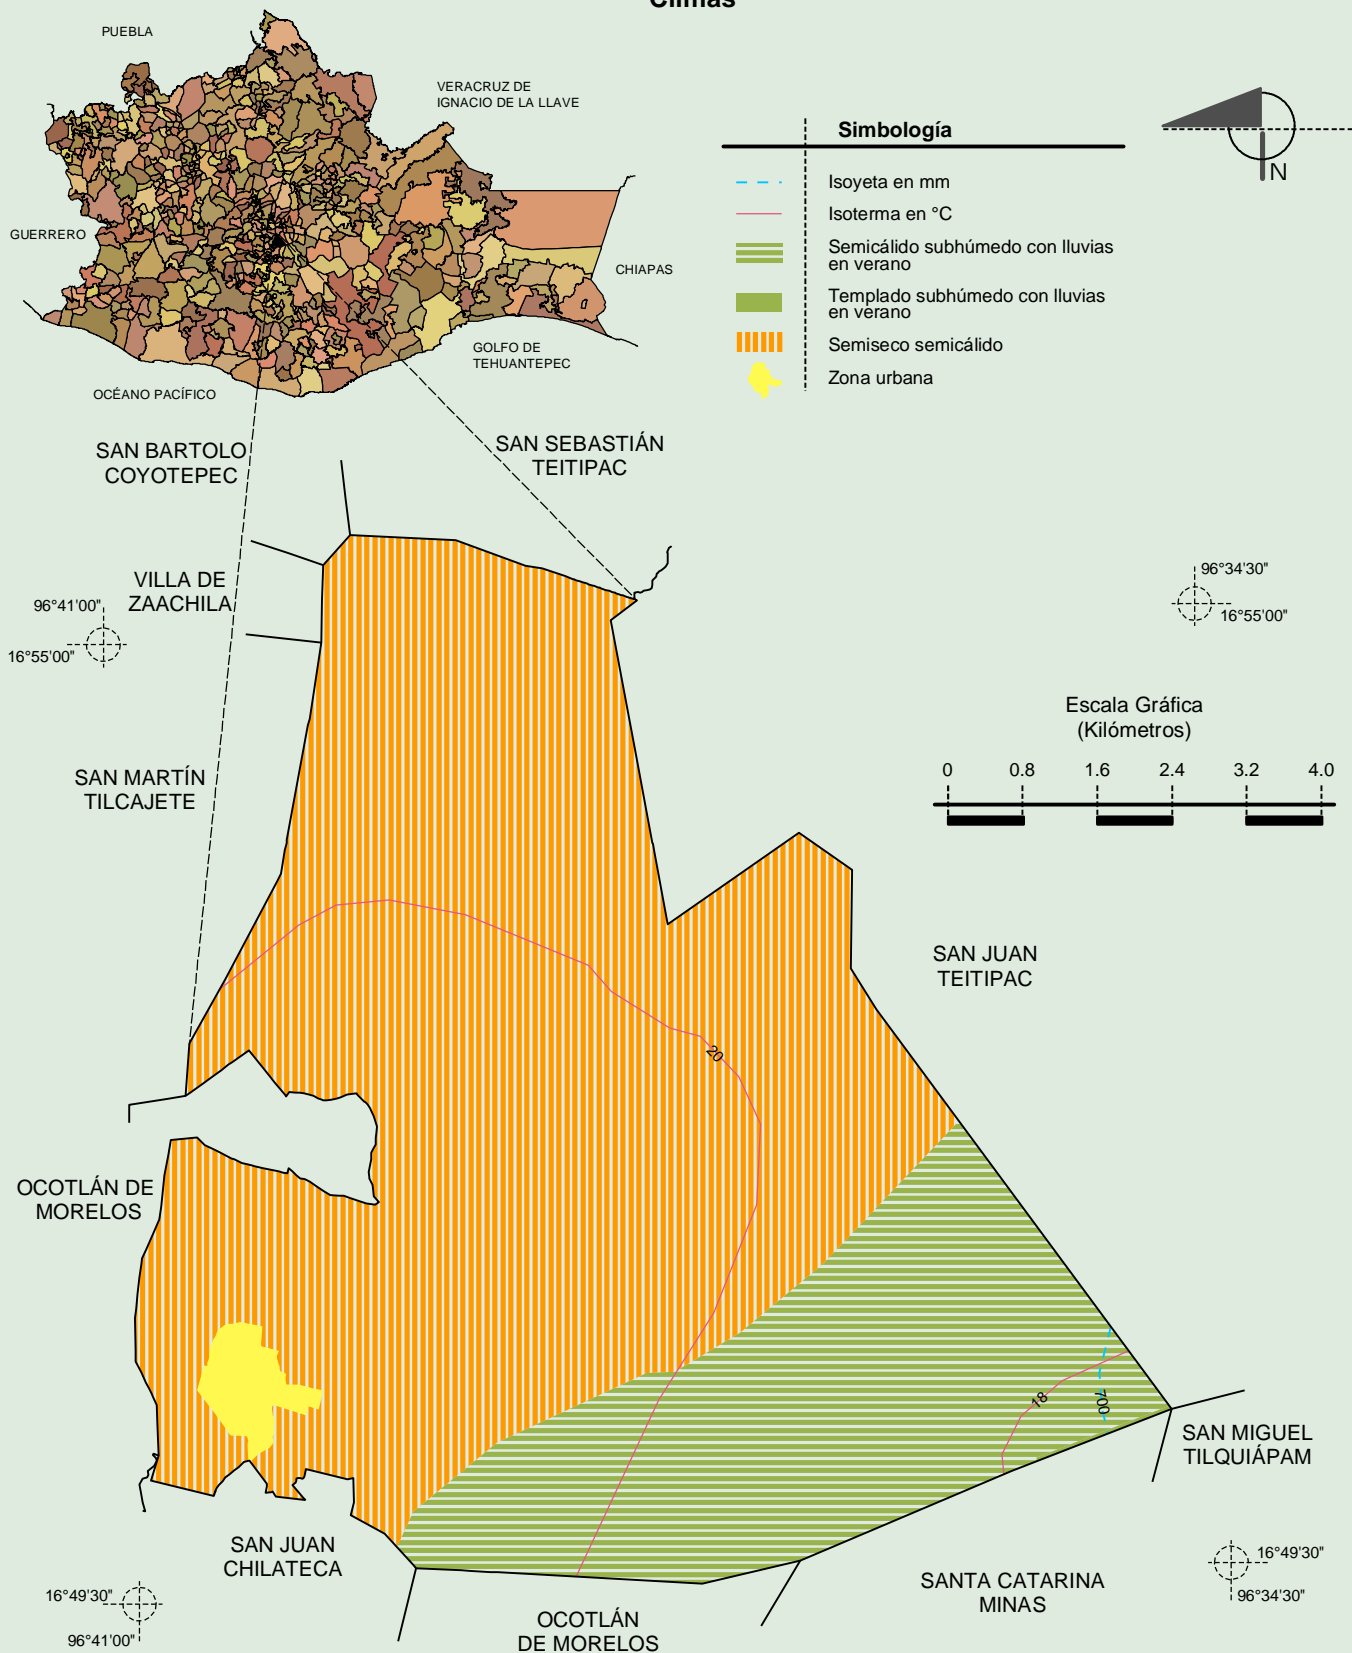 Climas
PUEBLA
VERACRUZ DE
IGNACIO DE LA LLAVE
GUERRERO
CHIAPAS
GOLFO DE
TEHUANTEPEC
OCÉANO PACÍFICO
Simbología
Isoyeta en mm
Isoterma en °C
Semicálido subhúmedo con lluvias
en verano
Templado subhúmedo con lluvias
en verano
Semiseco semicálido
Zona urbana
N
SAN BARTOLO
COYOTEPEC
SAN SEBASTIÁN
TEITIPAC
VILLA DE
ZAACHILA
96°41'00"
16°55'00"
96°34'30"
16°55'00"
Escala Gráfica
(Kilómetros)
0 0.8 1.6 2.4 3.2 4.0
SAN MARTÍN
TILCAJETE
SAN JUAN
TEITIPAC
20
OCOTLÁN DE
MORELOS
18
700
SAN MIGUEL
TILQUIÁPAM
SAN JUAN
CHILATECA
SANTA CATARINA
MINAS
OCOTLÁN
DE MORELOS
16°49'30"
96°41'00"
16°49'30"
96°34'30"